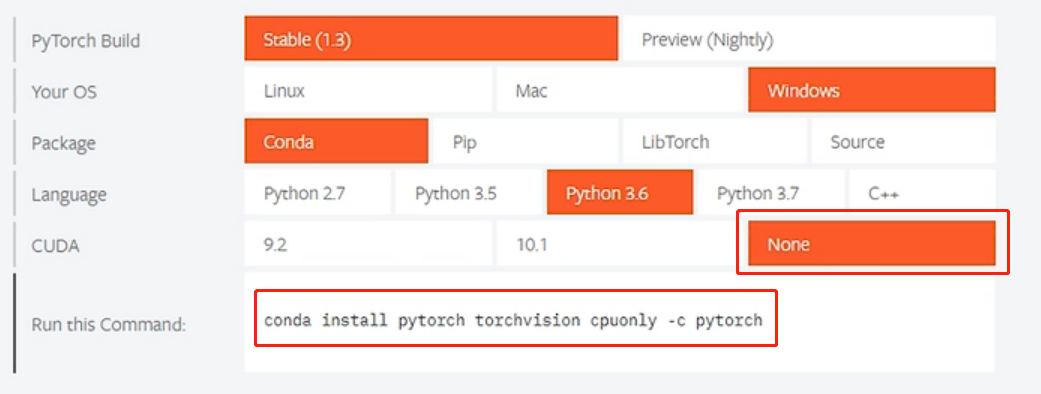 PyTorch Build Stable (1.3) Preview (Nightly)
Your OS Linux Mac Windows
Package Conda Pip LibTorch Source
Language Python 2.7 Python 3.5 Python 3.6 Python 3.7 C++
CUDA 9.2 10.1 None
Run this Command: conda install pytorch torchvision cpuonly -c pytorch